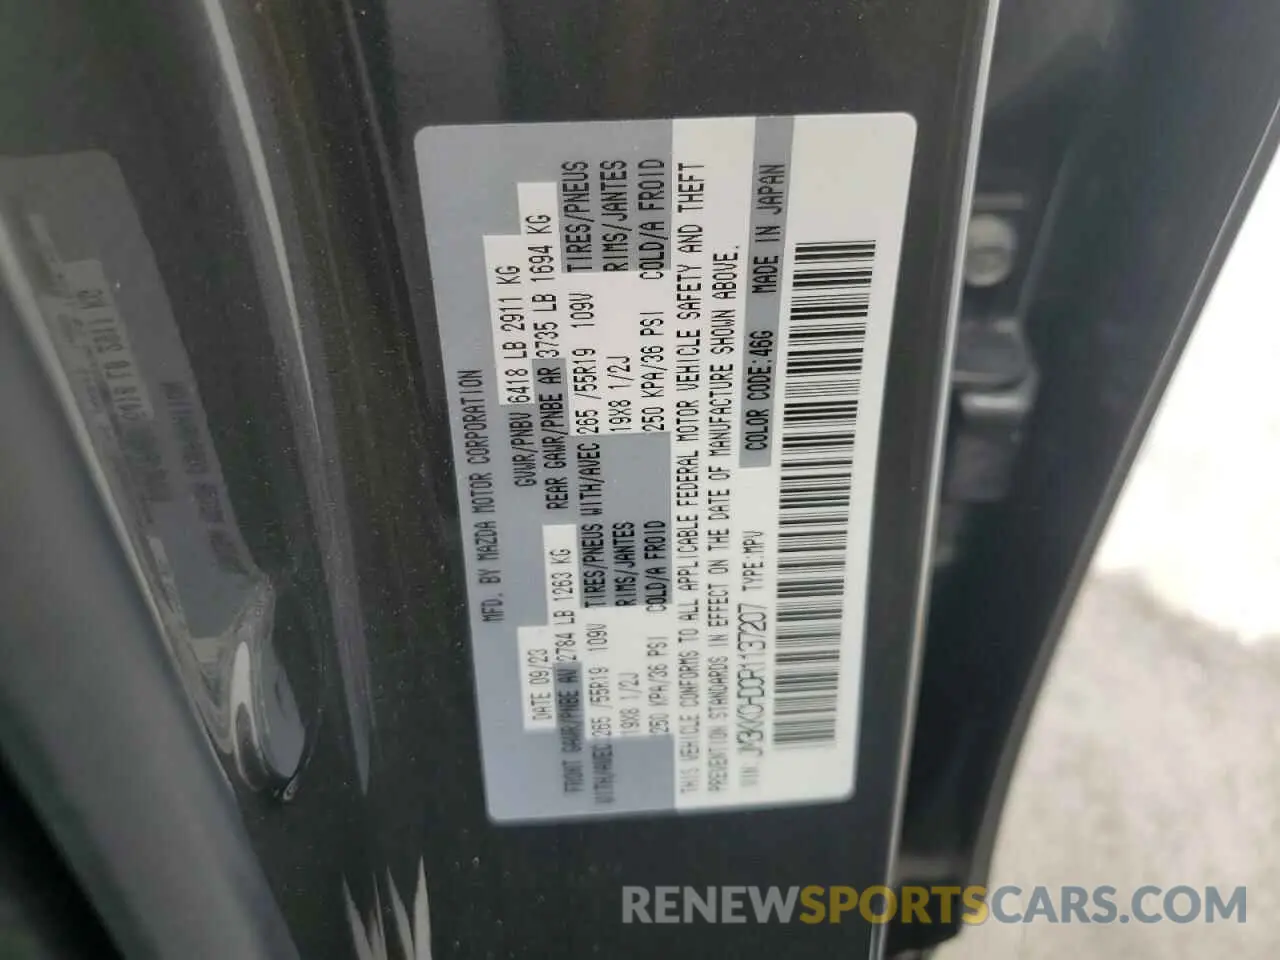 MFD. BY MAZDA MOTOR CORPORATION
DATE 09/23 GVWR/PNBV 6418 LB 2911 KG
FRONT GAWR/PNBE AV 2784 LB 1263 KG REAR GAWR/PNBE AR 3735 LB 1694 KG
WITH/AVEC 265 /55R19 109V TIRES/PNEUS WITH/AVEC 265 /55R19 109V TIRES/PNEUS
19X8 1/2J RIMS/JANTES 19X8 1/2J RIMS/JANTES
250 KPA/36 PSI COLD/A FROID 250 KPA/36 PSI COLD/A FROID
THIS VEHICLE CONFORMS TO ALL APPLICABLE FEDERAL MOTOR VEHICLE SAFETY AND THEFT
PREVENTION STANDARDS IN EFFECT ON THE DATE OF MANUFACTURE SHOWN ABOVE.
VIN. JM3KKCHD0R1137207 TYPE:MPV COLOR CODE:46G MADE IN JAPAN
RENEWSPORTSCARS.COM